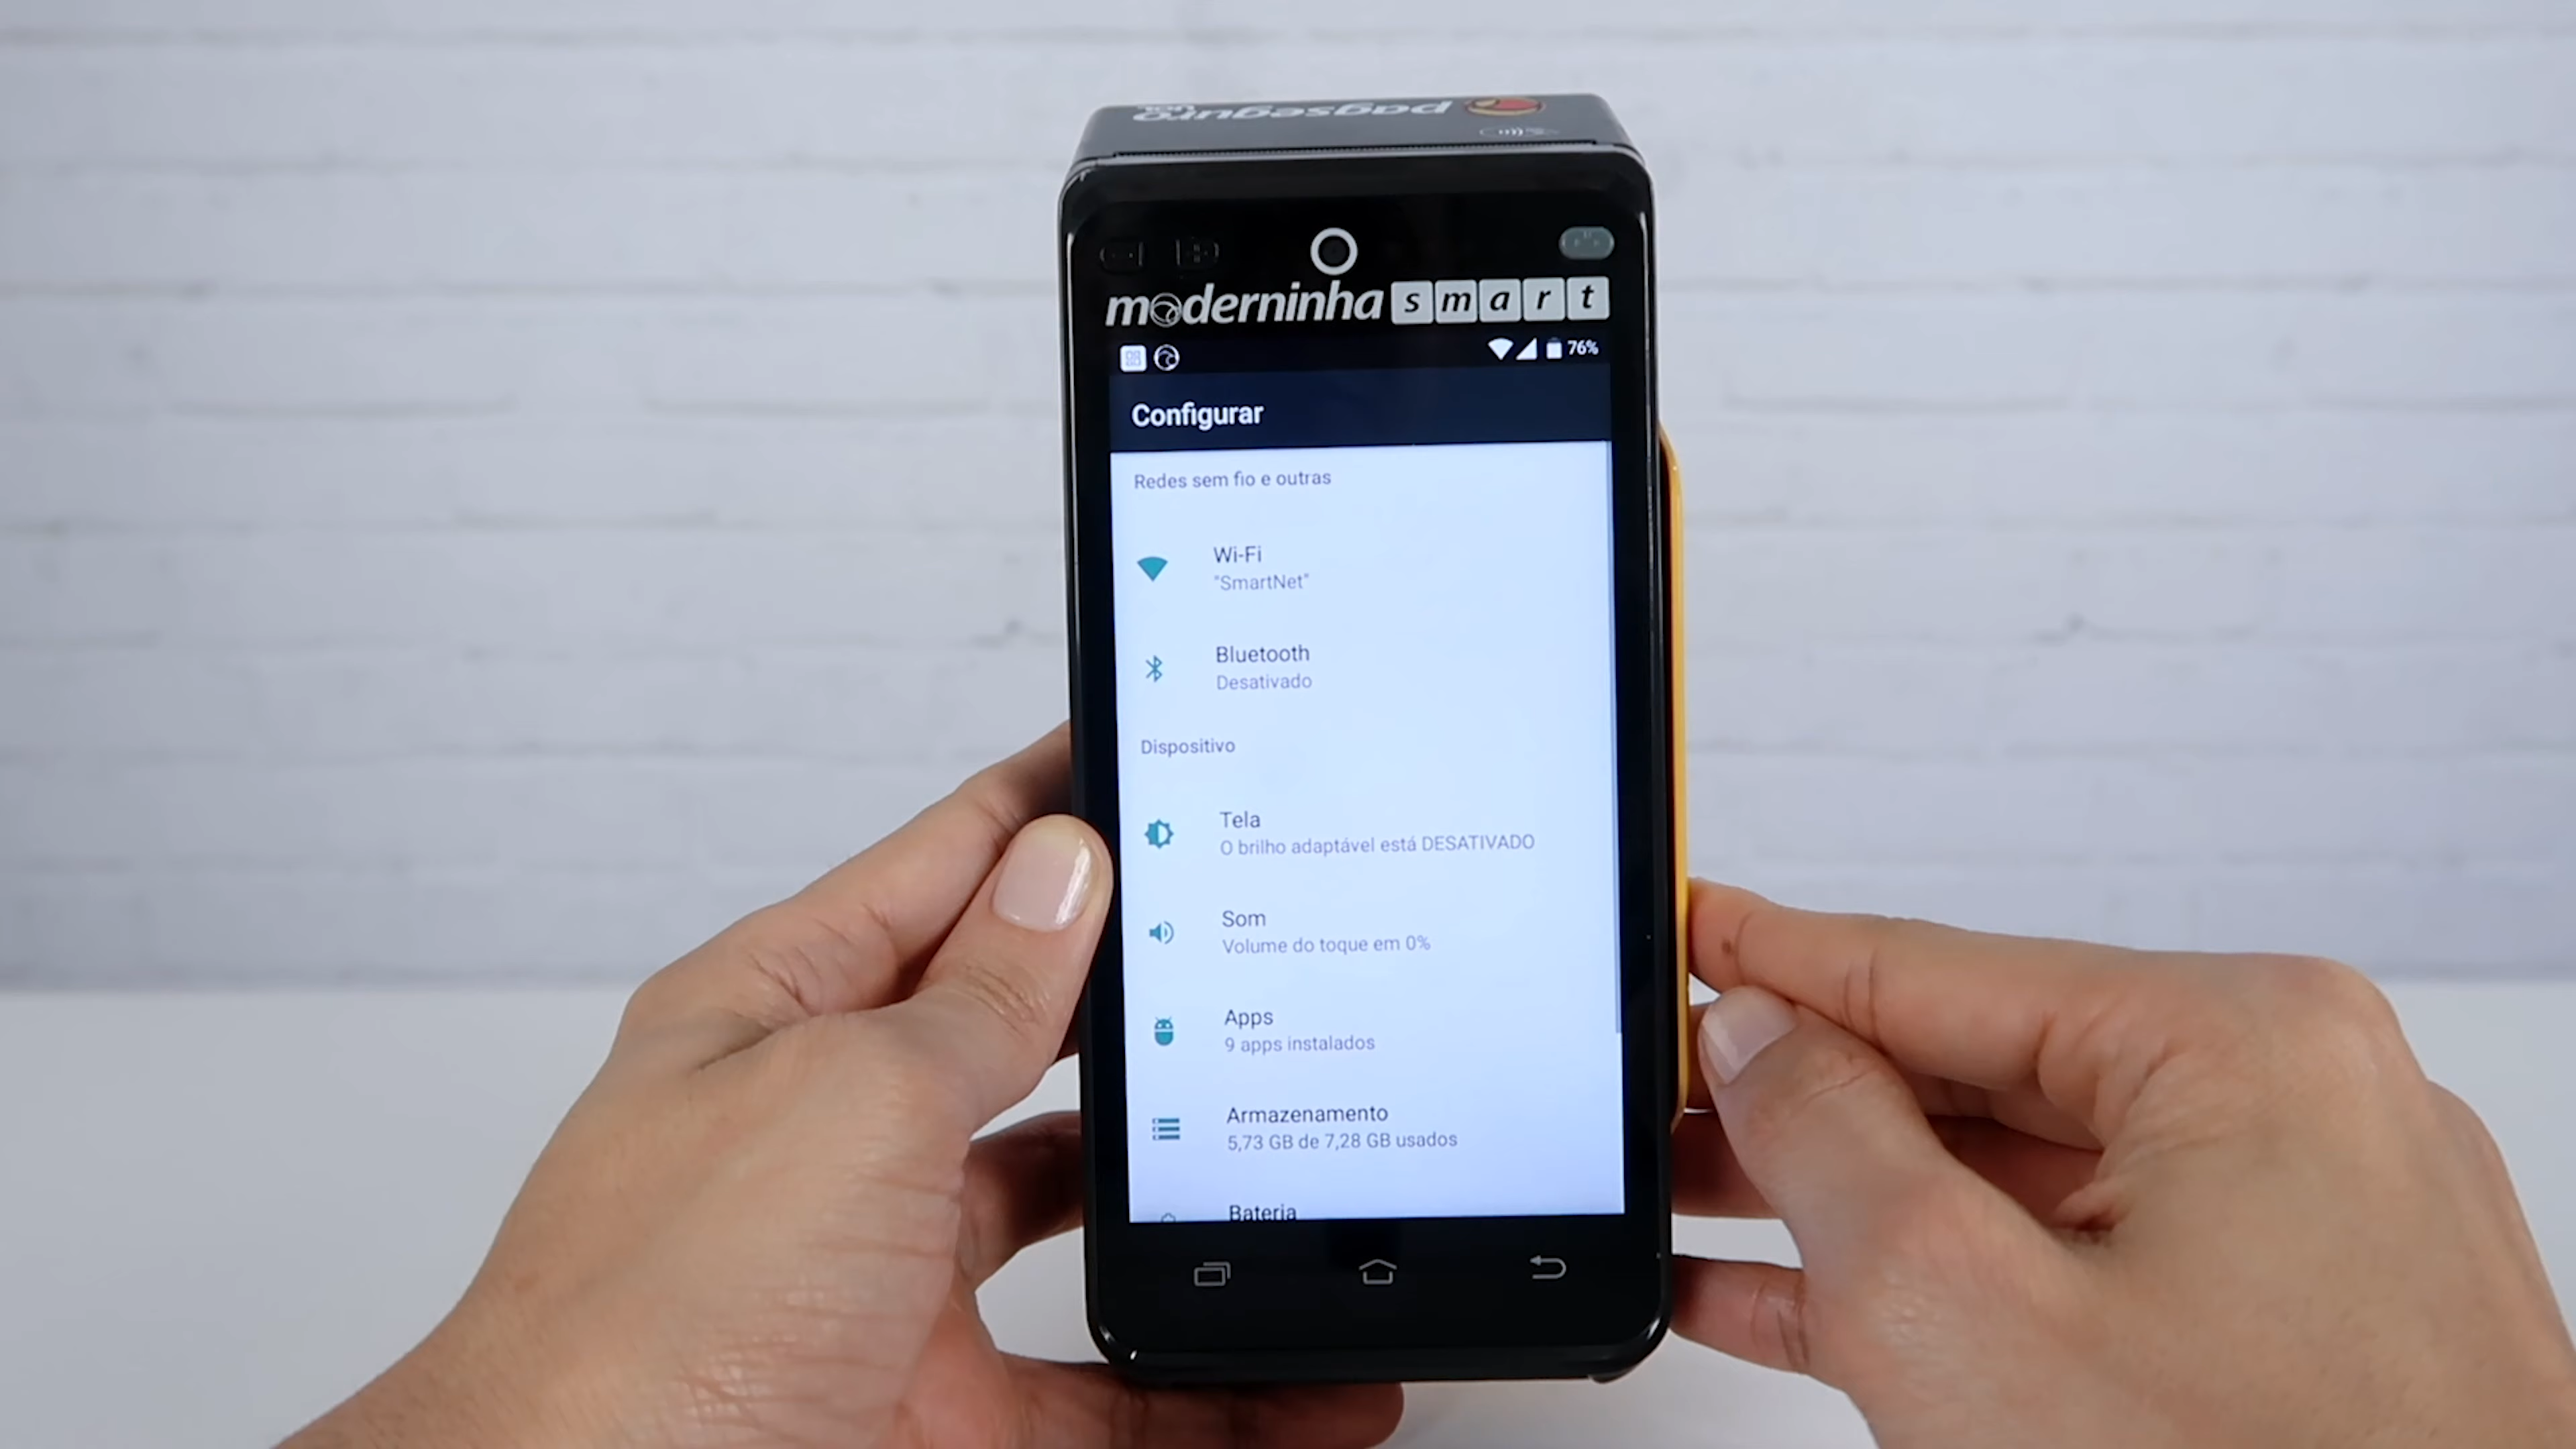 pagseguro
UOL
moderninha smart
76%
Configurar
Redes sem fio e outras
Wi-Fi
"SmartNet"
Bluetooth
Desativado
Dispositivo
Tela
O brilho adaptável está DESATIVADO
Som
Volume do toque em 0%
Apps
9 apps instalados
Armazenamento
5,73 GB de 7,28 GB usados
Bateria